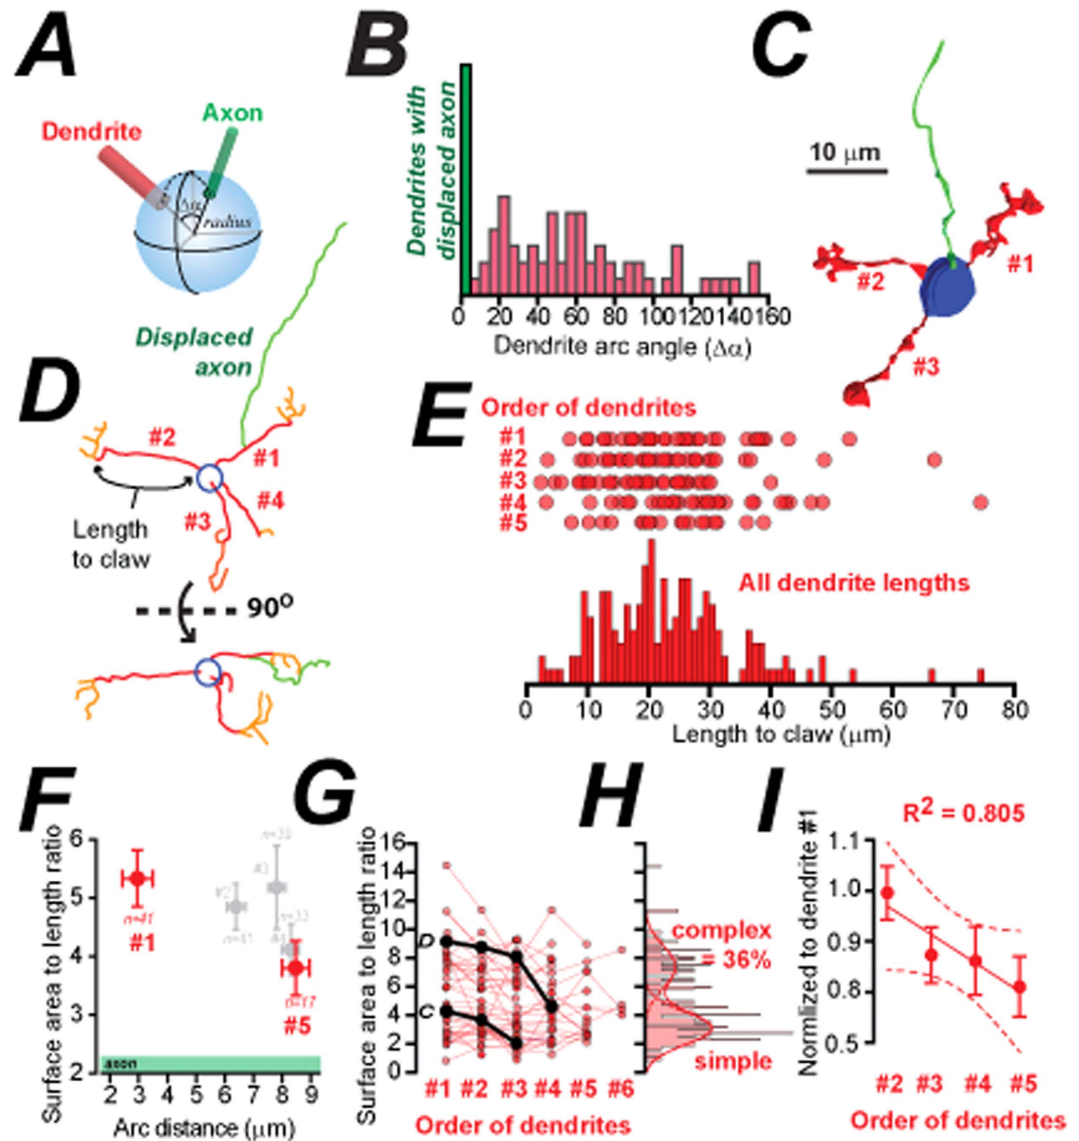 A
Dendrite
Axon
Δα
radius
B
Dendrites with
displaced axon
0 20 40 60 80 100 120 140 160
Dendrite arc angle (Δα)
C
10 μm
#1
#2
#3
D
Displaced
axon
#2
#1
#4
#3
Length
to claw
90º
E
Order of dendrites
#1
#2
#3
#4
#5
All dendrite lengths
0 10 20 30 40 50 60 70 80
Length to claw (μm)
F
Surface area to length ratio
6
5
4
3
2
n=41
#1
#2
n=41
n=39
#3
n=33
#4
n=17
#5
axon
2 3 4 5 6 7 8 9
Arc distance (μm)
G
Surface area to length ratio
16
14
12
10
8
6
4
2
0
D
C
#1 #2 #3 #4 #5 #6
Order of dendrites
H
complex
= 36%
simple
I
R2 = 0.805
Normlized to dendrite #1
1.1
1.0
0.9
0.8
0.5
#2 #3 #4 #5
Order of dendrites